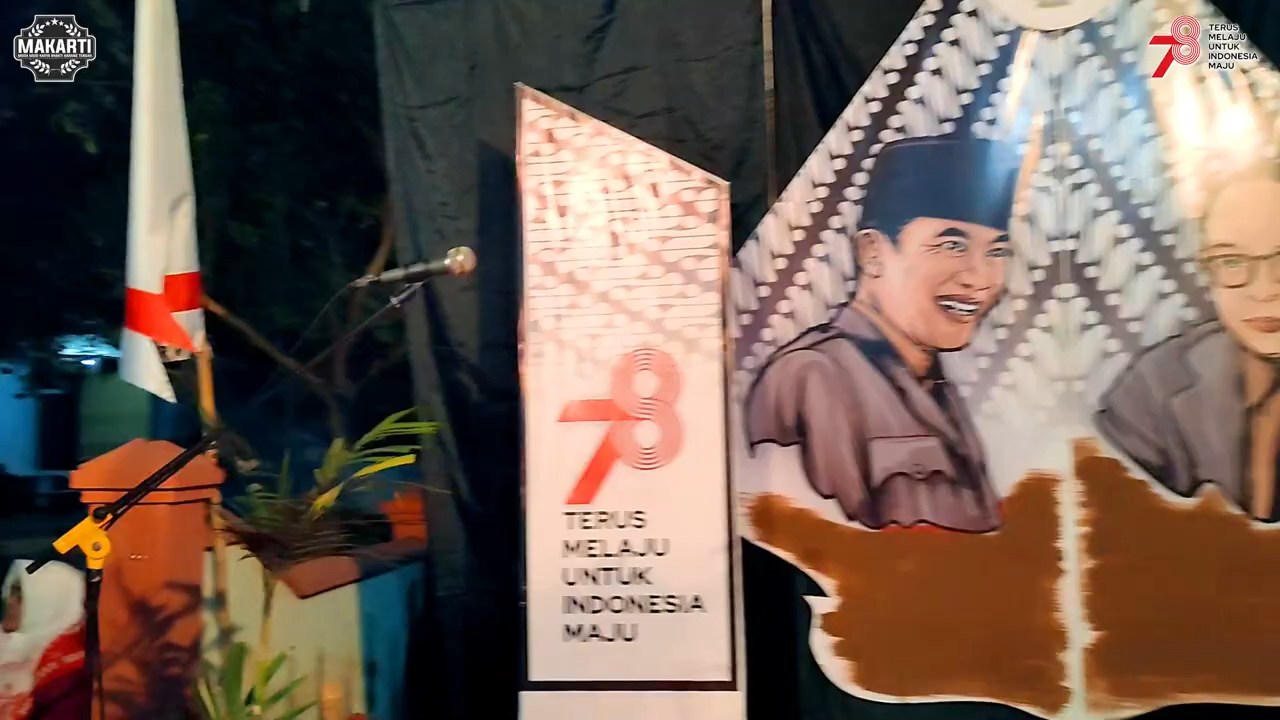 MAKARTI
78
TERUS
MELAJU
UNTUK
INDONESIA
MAJU
78
TERUS
MELAJU
UNTUK
INDONESIA
MAJU